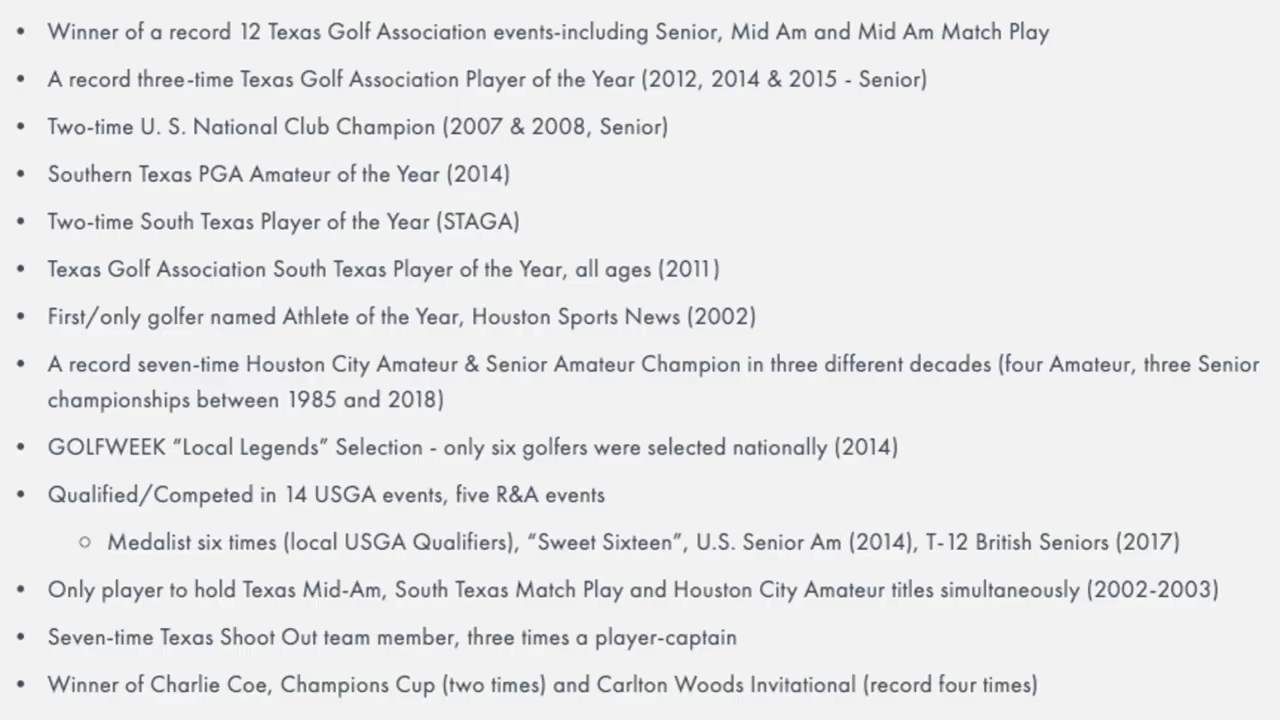 • Winner of a record 12 Texas Golf Association events-including Senior, Mid Am and Mid Am Match Play
• A record three-time Texas Golf Association Player of the Year (2012, 2014 & 2015 - Senior)
• Two-time U. S. National Club Champion (2007 & 2008, Senior)
• Southern Texas PGA Amateur of the Year (2014)
• Two-time South Texas Player of the Year (STAGA)
• Texas Golf Association South Texas Player of the Year, all ages (2011)
• First/only golfer named Athlete of the Year, Houston Sports News (2002)
• A record seven-time Houston City Amateur & Senior Amateur Champion in three different decades (four Amateur, three Senior
championships between 1985 and 2018)
• GOLFWEEK “Local Legends” Selection - only six golfers were selected nationally (2014)
• Qualified/Competed in 14 USGA events, five R&A events
○ Medalist six times (local USGA Qualifiers), “Sweet Sixteen”, U.S. Senior Am (2014), T-12 British Seniors (2017)
• Only player to hold Texas Mid-Am, South Texas Match Play and Houston City Amateur titles simultaneously (2002-2003)
• Seven-time Texas Shoot Out team member, three times a player-captain
• Winner of Charlie Coe, Champions Cup (two times) and Carlton Woods Invitational (record four times)